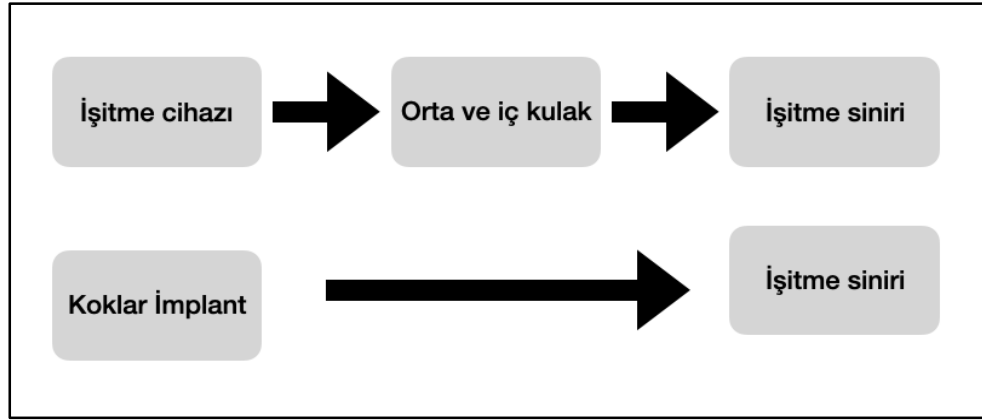 İşitme cihazı
Orta ve iç kulak
İşitme siniri
Koklar İmplant
İşitme siniri